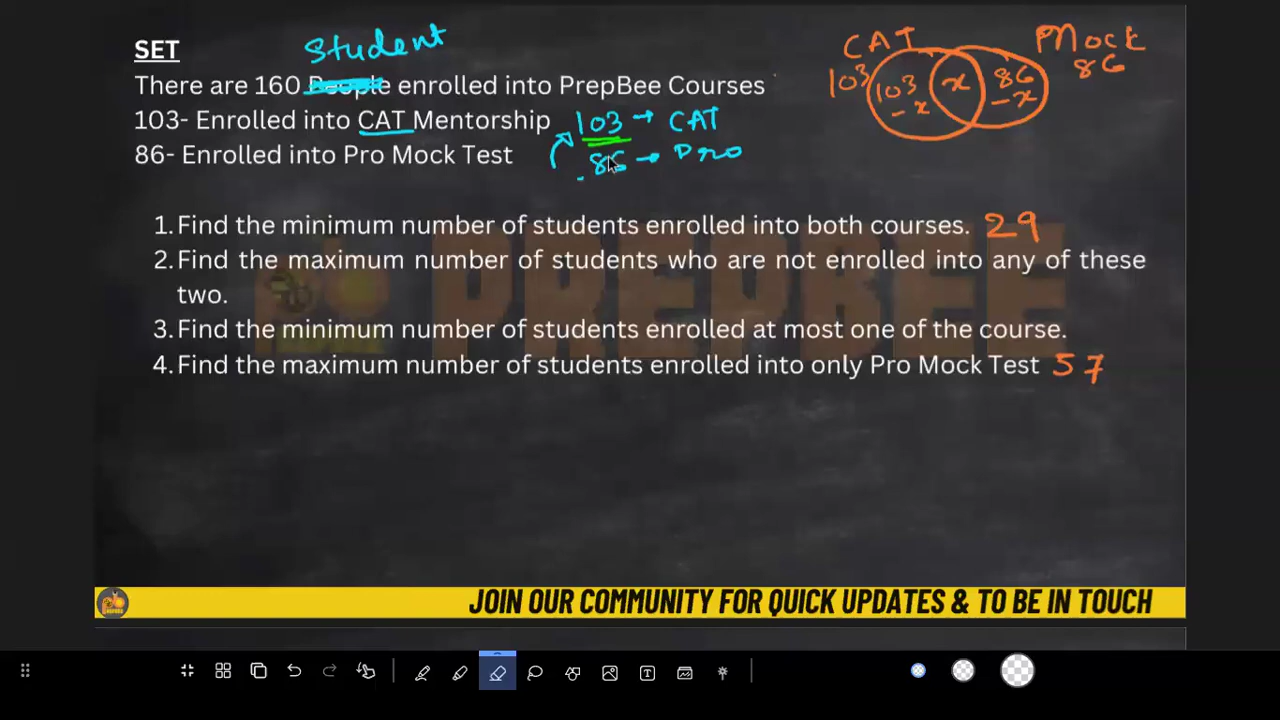 SET
Student
There are 160 People enrolled into PrepBee Courses
103- Enrolled into CAT Mentorship
103 → CAT
86- Enrolled into Pro Mock Test
86 → Pro
CAT
103
103 - x
x
Mock
86
86 - x
1. Find the minimum number of students enrolled into both courses. 29
2. Find the maximum number of students who are not enrolled into any of these
two.
3. Find the minimum number of students enrolled at most one of the course.
4. Find the maximum number of students enrolled into only Pro Mock Test 57
PREPBEE
JOIN OUR COMMUNITY FOR QUICK UPDATES & TO BE IN TOUCH